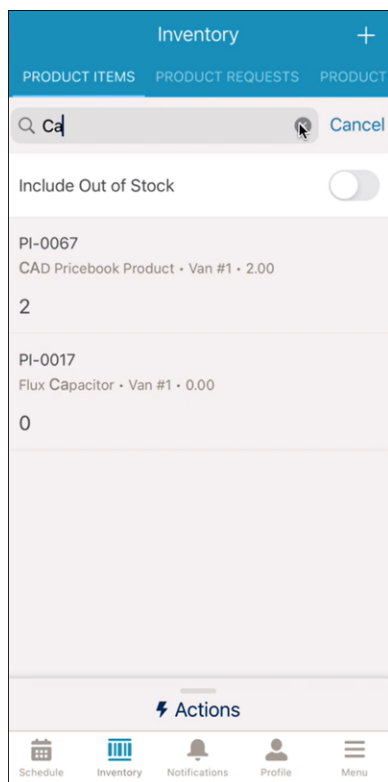 Inventory
PRODUCT ITEMS PRODUCT REQUESTS PRODUCT
Ca Cancel
Include Out of Stock
PI-0067
CAD Pricebook Product • Van #1 • 2.00
2
PI-0017
Flux Capacitor • Van #1 • 0.00
0
Actions
Schedule Inventory Notifications Profile Menu